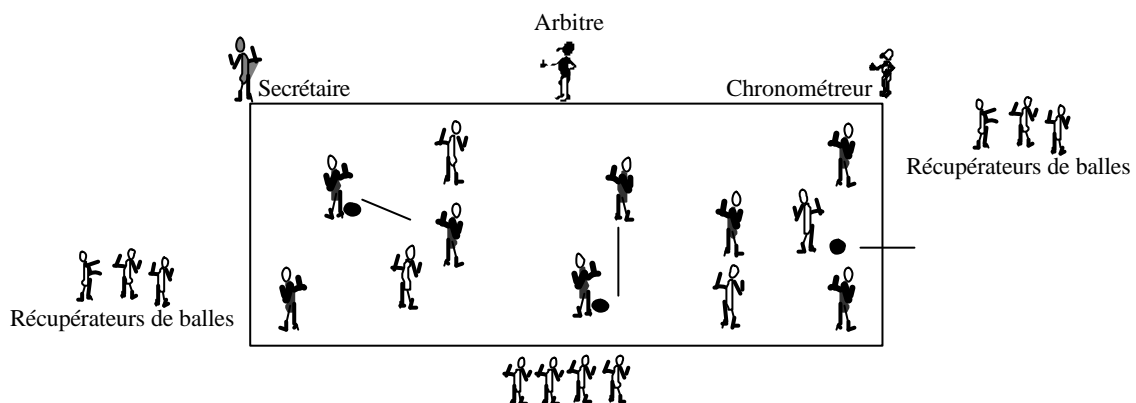 Arbitre
Secrétaire
Chronométreur
Récupérateurs de balles
Récupérateurs de balles